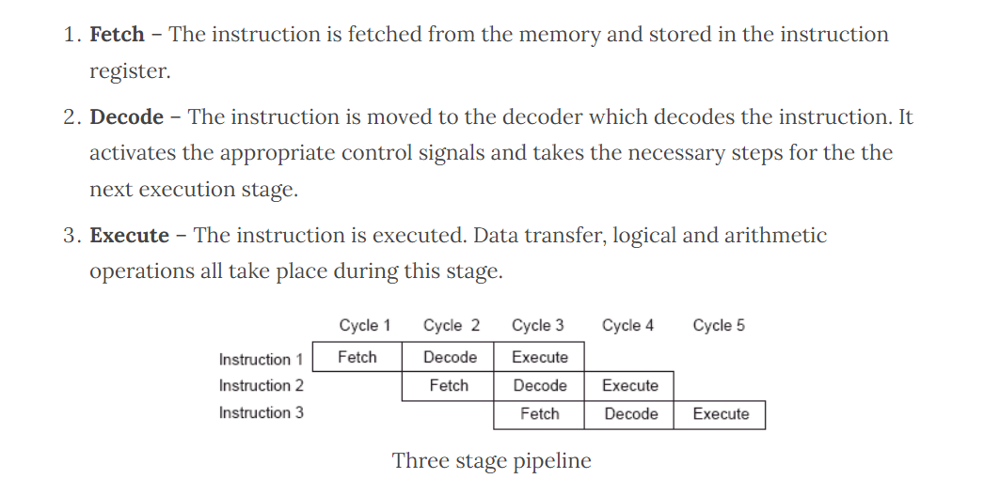 1. Fetch – The instruction is fetched from the memory and stored in the instruction
register.
2. Decode – The instruction is moved to the decoder which decodes the instruction. It
activates the appropriate control signals and takes the necessary steps for the the
next execution stage.
3. Execute – The instruction is executed. Data transfer, logical and arithmetic
operations all take place during this stage.
Cycle 1 Cycle 2 Cycle 3 Cycle 4 Cycle 5
Instruction 1 Fetch Decode Execute
Instruction 2 Fetch Decode Execute
Instruction 3 Fetch Decode Execute
Three stage pipeline